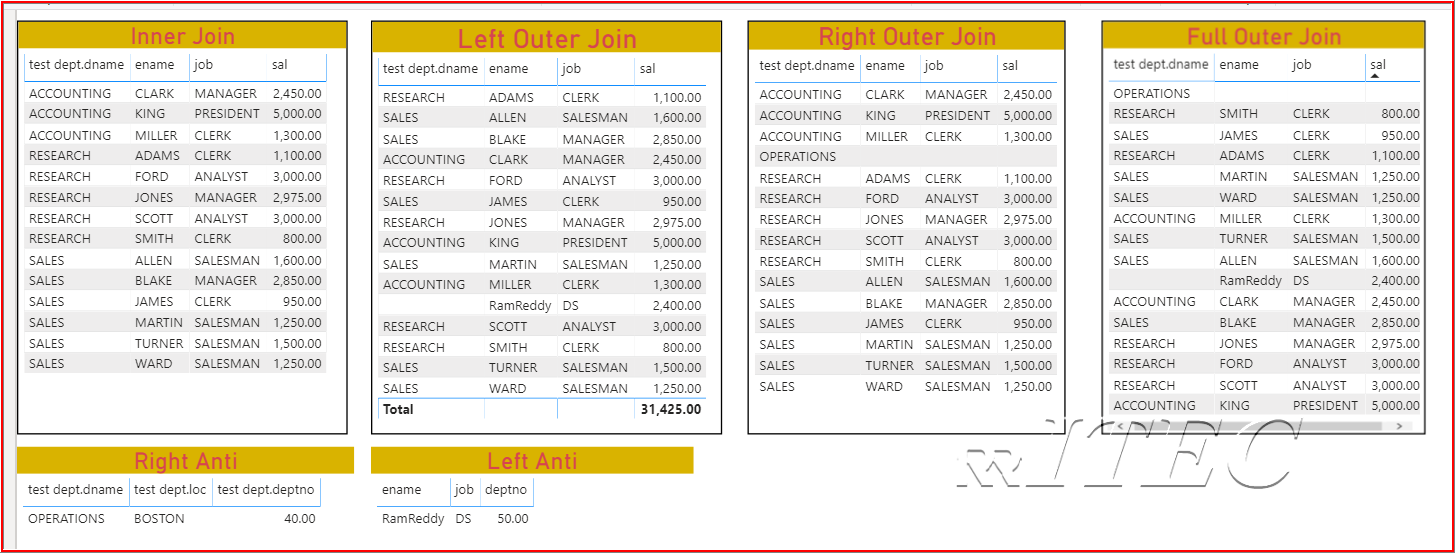 Inner Join
test dept.dname ename job sal
ACCOUNTING CLARK MANAGER 2,450.00
ACCOUNTING KING PRESIDENT 5,000.00
ACCOUNTING MILLER CLERK 1,300.00
RESEARCH ADAMS CLERK 1,100.00
RESEARCH FORD ANALYST 3,000.00
RESEARCH JONES MANAGER 2,975.00
RESEARCH SCOTT ANALYST 3,000.00
RESEARCH SMITH CLERK 800.00
SALES ALLEN SALESMAN 1,600.00
SALES BLAKE MANAGER 2,850.00
SALES JAMES CLERK 950.00
SALES MARTIN SALESMAN 1,250.00
SALES TURNER SALESMAN 1,500.00
SALES WARD SALESMAN 1,250.00
Left Outer Join
test dept.dname ename job sal
RESEARCH ADAMS CLERK 1,100.00
SALES ALLEN SALESMAN 1,600.00
SALES BLAKE MANAGER 2,850.00
ACCOUNTING CLARK MANAGER 2,450.00
RESEARCH FORD ANALYST 3,000.00
SALES JAMES CLERK 950.00
RESEARCH JONES MANAGER 2,975.00
ACCOUNTING KING PRESIDENT 5,000.00
SALES MARTIN SALESMAN 1,250.00
ACCOUNTING MILLER CLERK 1,300.00
RamReddy DS 2,400.00
RESEARCH SCOTT ANALYST 3,000.00
RESEARCH SMITH CLERK 800.00
SALES TURNER SALESMAN 1,500.00
SALES WARD SALESMAN 1,250.00
Total 31,425.00
Right Outer Join
test dept.dname ename job sal
ACCOUNTING CLARK MANAGER 2,450.00
ACCOUNTING KING PRESIDENT 5,000.00
ACCOUNTING MILLER CLERK 1,300.00
OPERATIONS
RESEARCH ADAMS CLERK 1,100.00
RESEARCH FORD ANALYST 3,000.00
RESEARCH JONES MANAGER 2,975.00
RESEARCH SCOTT ANALYST 3,000.00
RESEARCH SMITH CLERK 800.00
SALES ALLEN SALESMAN 1,600.00
SALES BLAKE MANAGER 2,850.00
SALES JAMES CLERK 950.00
SALES MARTIN SALESMAN 1,250.00
SALES TURNER SALESMAN 1,500.00
SALES WARD SALESMAN 1,250.00
Full Outer Join
test dept.dname ename job sal
OPERATIONS
RESEARCH SMITH CLERK 800.00
SALES JAMES CLERK 950.00
RESEARCH ADAMS CLERK 1,100.00
SALES MARTIN SALESMAN 1,250.00
SALES WARD SALESMAN 1,250.00
ACCOUNTING MILLER CLERK 1,300.00
SALES TURNER SALESMAN 1,500.00
SALES ALLEN SALESMAN 1,600.00
RamReddy DS 2,400.00
ACCOUNTING CLARK MANAGER 2,450.00
SALES BLAKE MANAGER 2,850.00
RESEARCH JONES MANAGER 2,975.00
RESEARCH FORD ANALYST 3,000.00
RESEARCH SCOTT ANALYST 3,000.00
ACCOUNTING KING PRESIDENT 5,000.00
Right Anti
test dept.dname test dept.loc test dept.deptno
OPERATIONS BOSTON 40.00
Left Anti
ename job deptno
RamReddy DS 50.00
ITEC